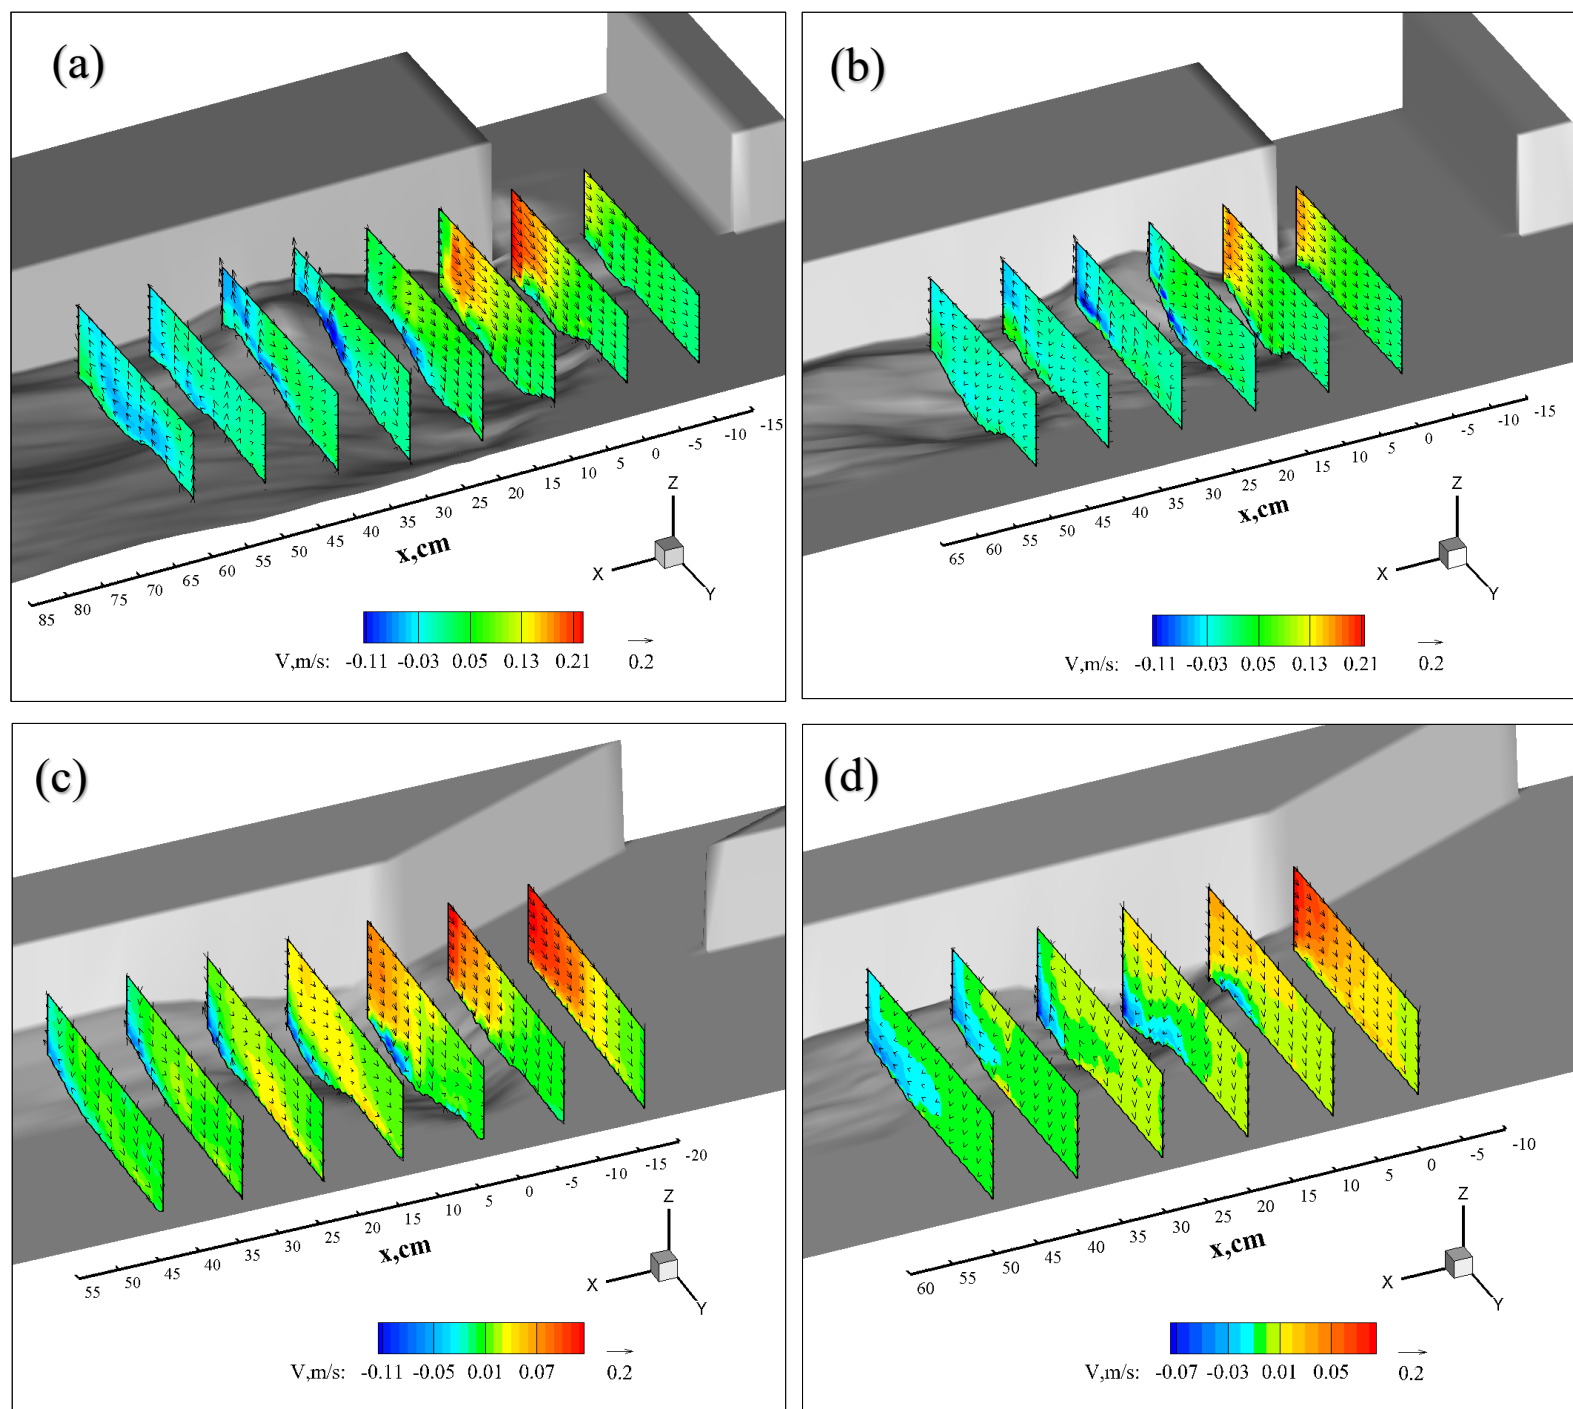 (a)
Z
X
Y
85 80 75 70 65 60 55 50 45 40 35 30 25 20 15 10 5 0 -5 -10 -15
x,cm
V,m/s: -0.11 -0.03 0.05 0.13 0.21 0.2
(b)
Z
X
Y
65 60 55 50 45 40 35 30 25 20 15 10 5 0 -5 -10 -15
x,cm
V,m/s: -0.11 -0.03 0.05 0.13 0.21 0.2
(c)
Z
X
Y
55 50 45 40 35 30 25 20 15 10 5 0 -5 -10 -15 -20
x,cm
V,m/s: -0.11 -0.05 0.01 0.07 0.2
(d)
Z
X
Y
60 55 50 45 40 35 30 25 20 15 10 5 0 -5 -10
x,cm
V,m/s: -0.07 -0.03 0.01 0.05 0.2